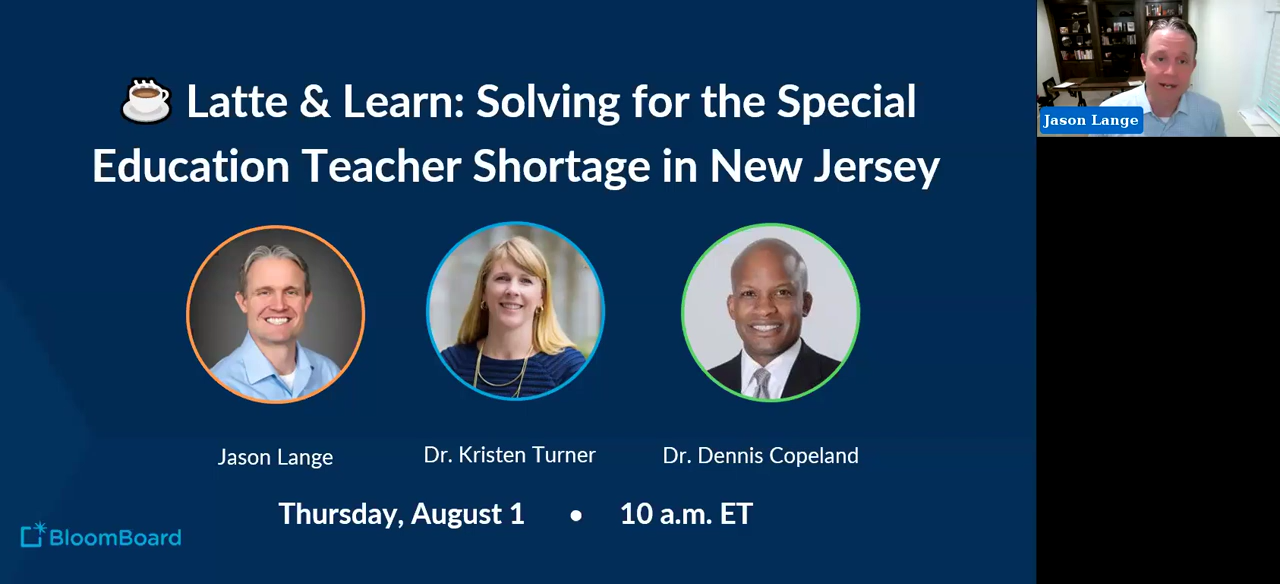 Latte & Learn: Solving for the Special
Education Teacher Shortage in New Jersey
Jason Lange
Jason Lange
Dr. Kristen Turner
Dr. Dennis Copeland
Thursday, August 1 • 10 a.m. ET
BloomBoard